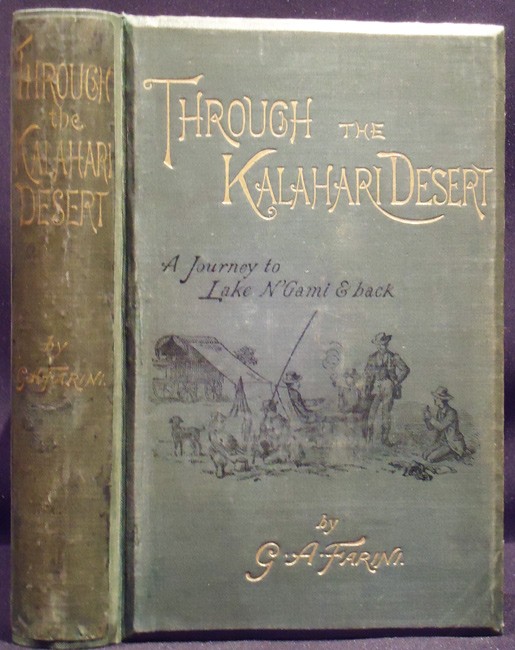 THROUGH
the
KALAHARI
DESERT
by
G.A.FARINI.
THROUGH THE
KALAHARI DESERT
A Journey to
Lake N'Gami & back
by
G.A.FARINI.